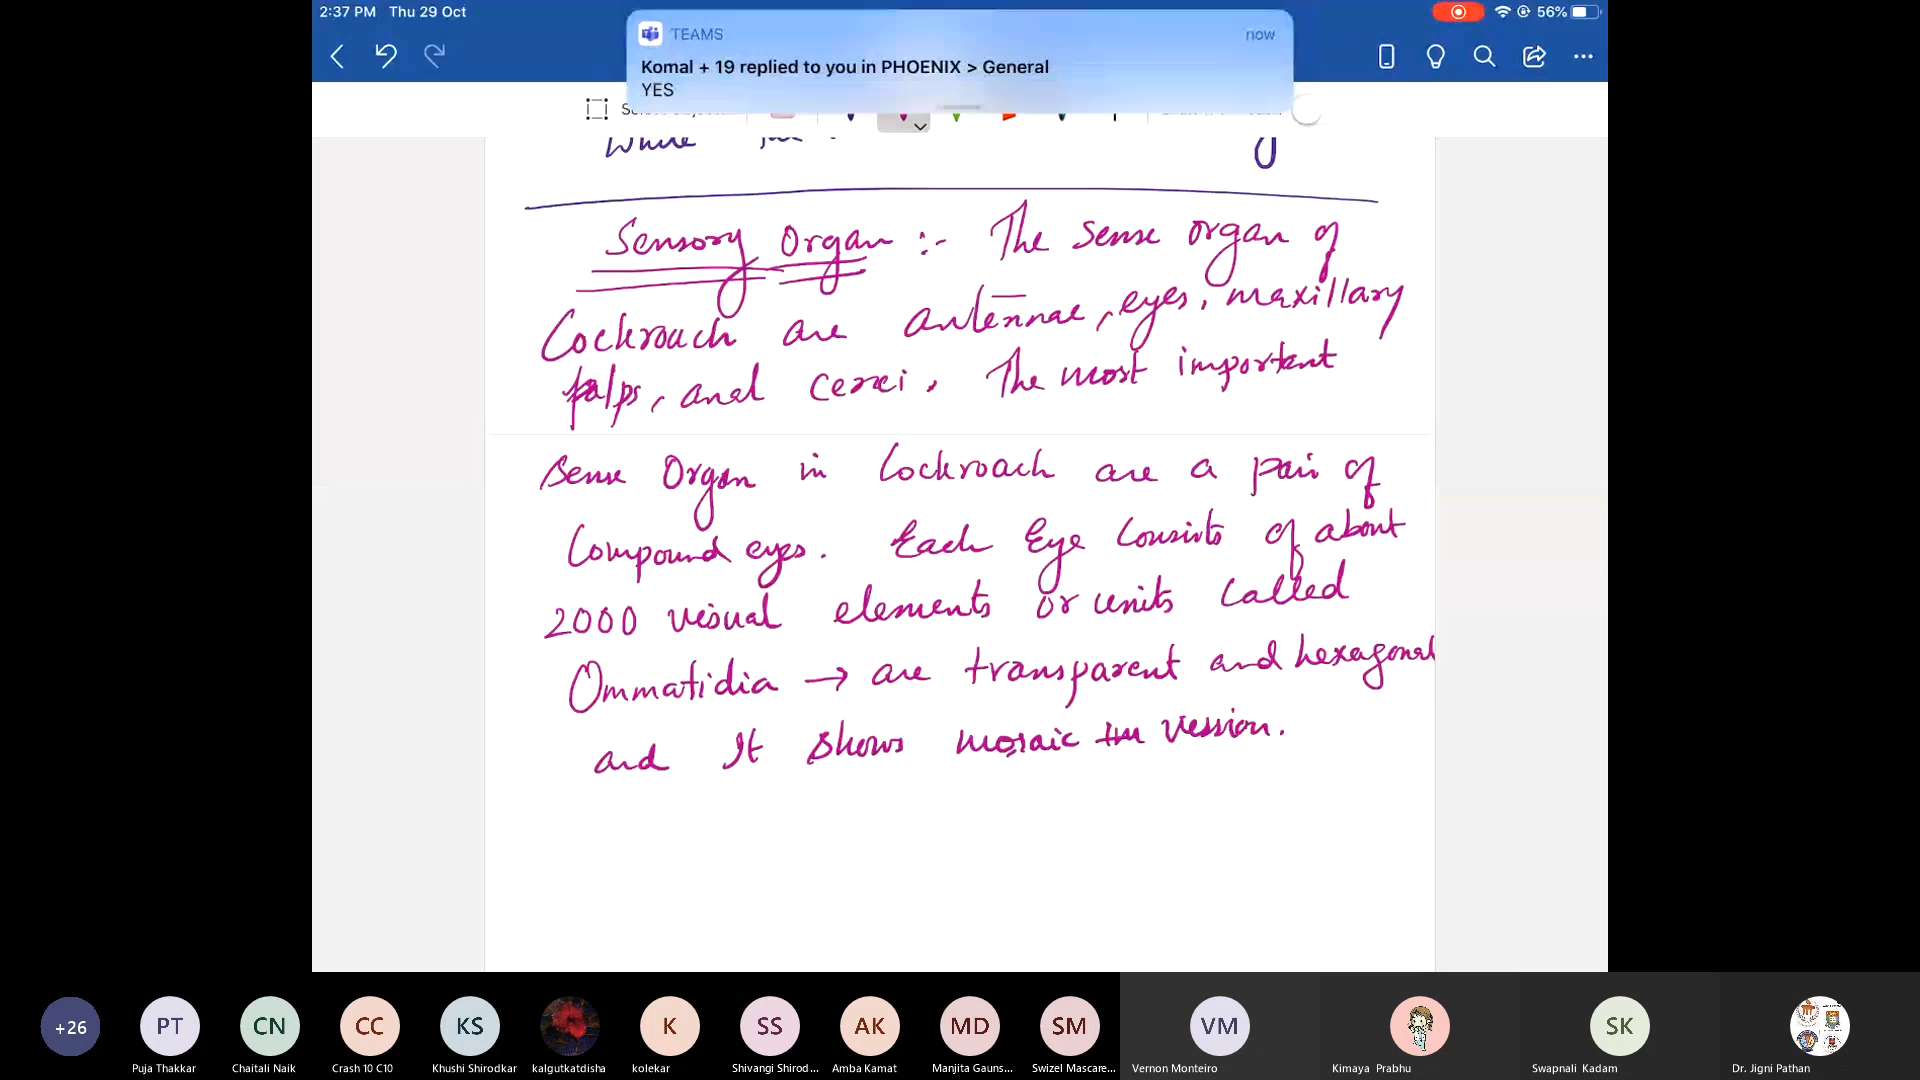 2:37 PM Thu 29 Oct
56%
TEAMS
now
Komal + 19 replied to you in PHOENIX > General
YES
While
Sensory Organ :- The sense organ of
Cockroach are antennae, eyes, maxillary
palps, and cerci. The most important
Sense Organ in Cockroach are a pair of
Compound eyes. Each Eye consists of about
2000 visual elements or units called
Ommatidia → are transparent and hexagonal
and It shows mosaic vession.
+26
PT
CN
CC
KS
K
SS
AK
MD
SM
VM
SK
Puja Thakkar
Chaitali Naik
Crash 10 C10
Khushi Shirodkar
kalgutkatdisha
kolekar
Shivangi Shirod...
Amba Kamat
Manjita Gauns...
Swizel Mascare...
Vernon Monteiro
Kimaya Prabhu
Swapnali Kadam
Dr. Jigni Pathan